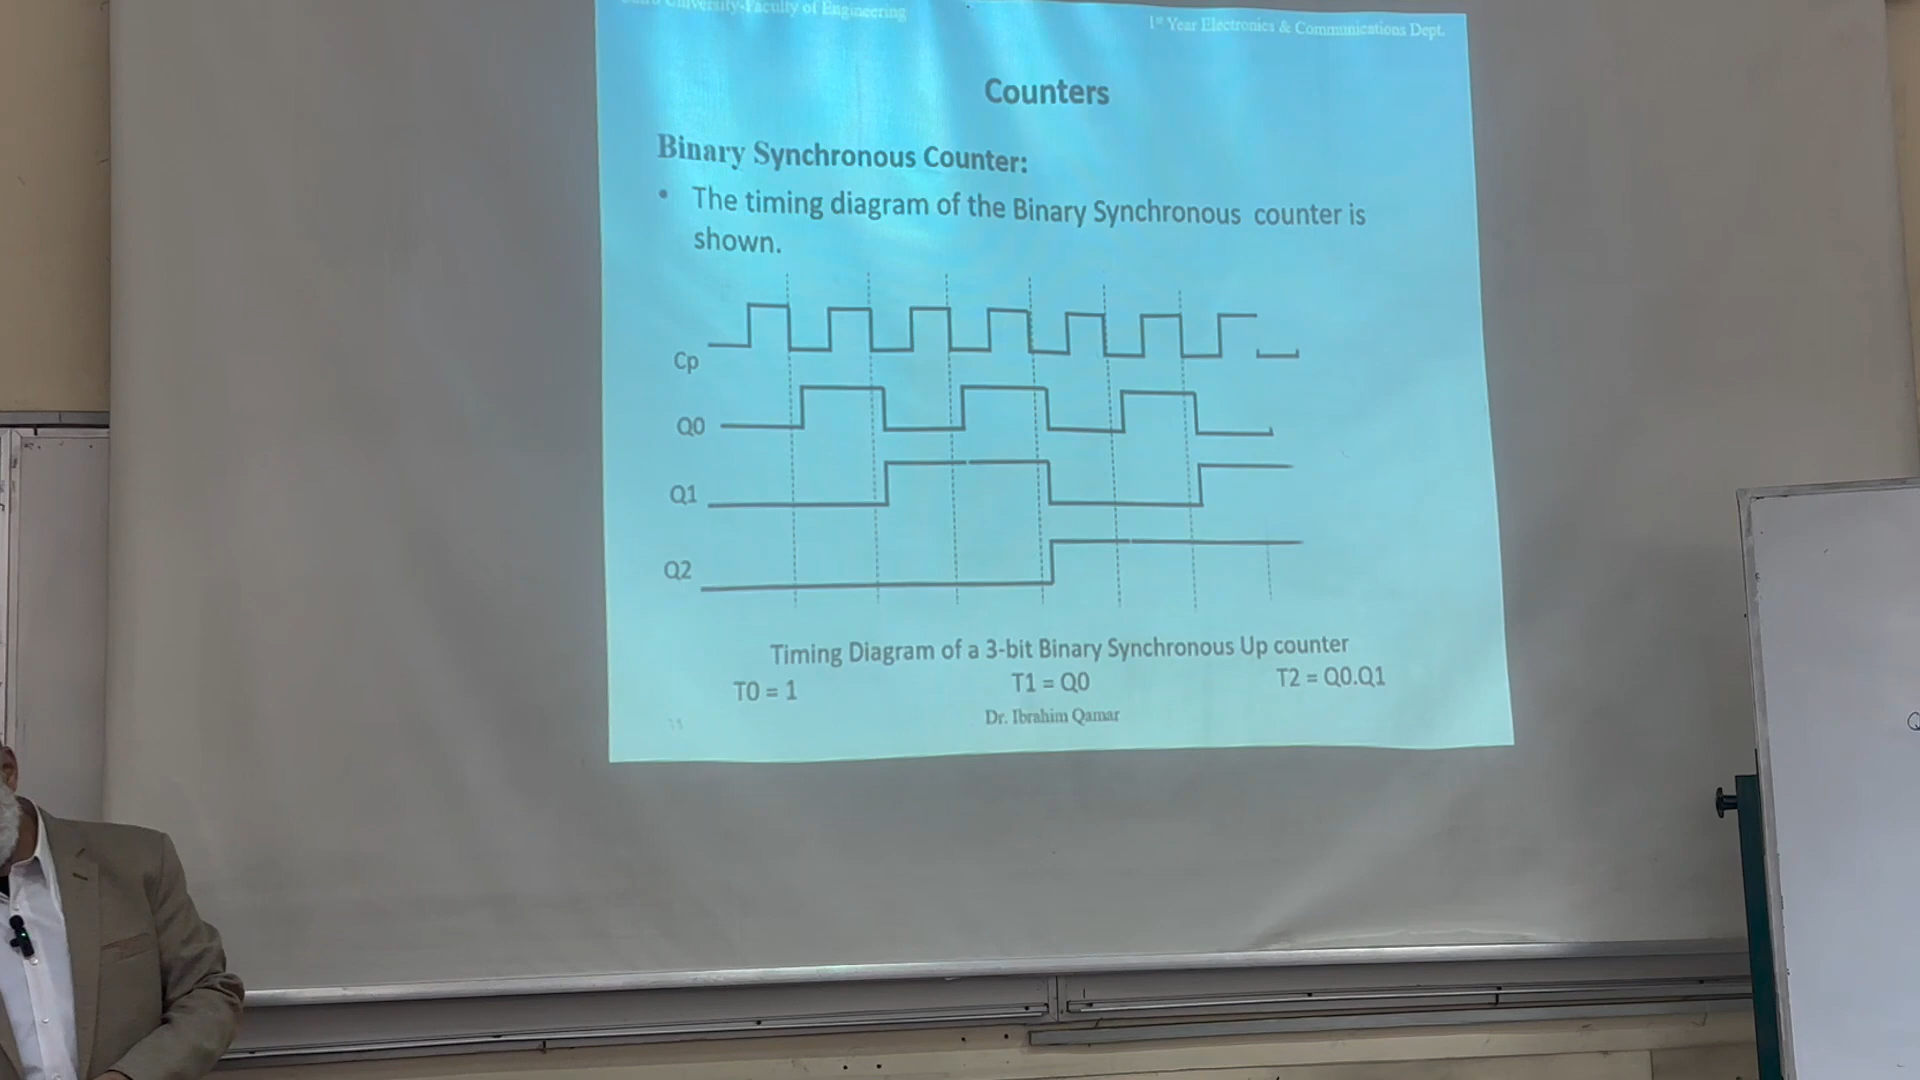 University-Faculty of Engineering
1st Year Electronics & Communications Dept.
Counters
Binary Synchronous Counter:
• The timing diagram of the Binary Synchronous counter is
shown.
Cp
Q0
Q1
Q2
Timing Diagram of a 3-bit Binary Synchronous Up counter
T0 = 1 T1 = Q0 T2 = Q0.Q1
Dr. Ibrahim Qamar